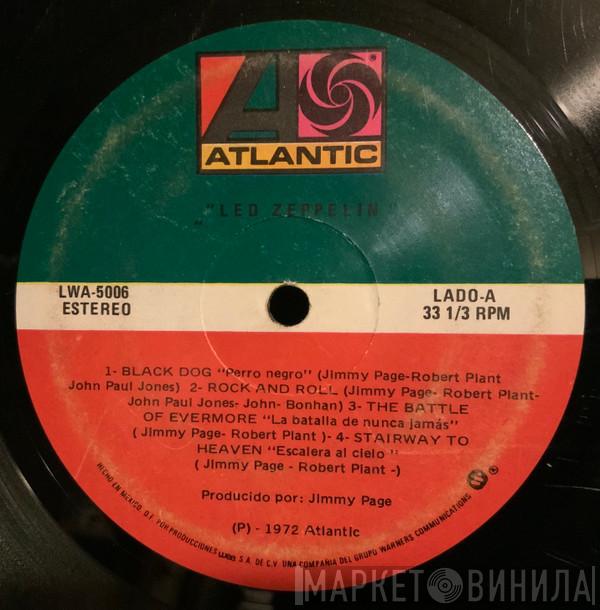 ATLANTIC
"LED ZEPPELIN"
LWA-5006
ESTEREO
LADO-A
33 1/3 RPM
1- BLACK DOG "Perro negro" (Jimmy Page-Robert Plant
John Paul Jones) 2- ROCK AND ROLL (Jimmy Page- Robert Plant-
John Paul Jones- John- Bonhan) 3- THE BATTLE
OF EVERMORE "La batalla de nunca jamás"
( Jimmy Page- Robert Plant )- 4- STAIRWAY TO
HEAVEN "Escalera al cielo"
( Jimmy Page - Robert Plant -)
Producido por: Jimmy Page
(P) - 1972 Atlantic
HECHO EN MEXICO, D.F. POR PRODUCCIONES S.A. DE C.V. UNA COMPAÑIA DEL GRUPO WARNERS COMMUNICATIONS
МАРКЕТ ВИНИЛА